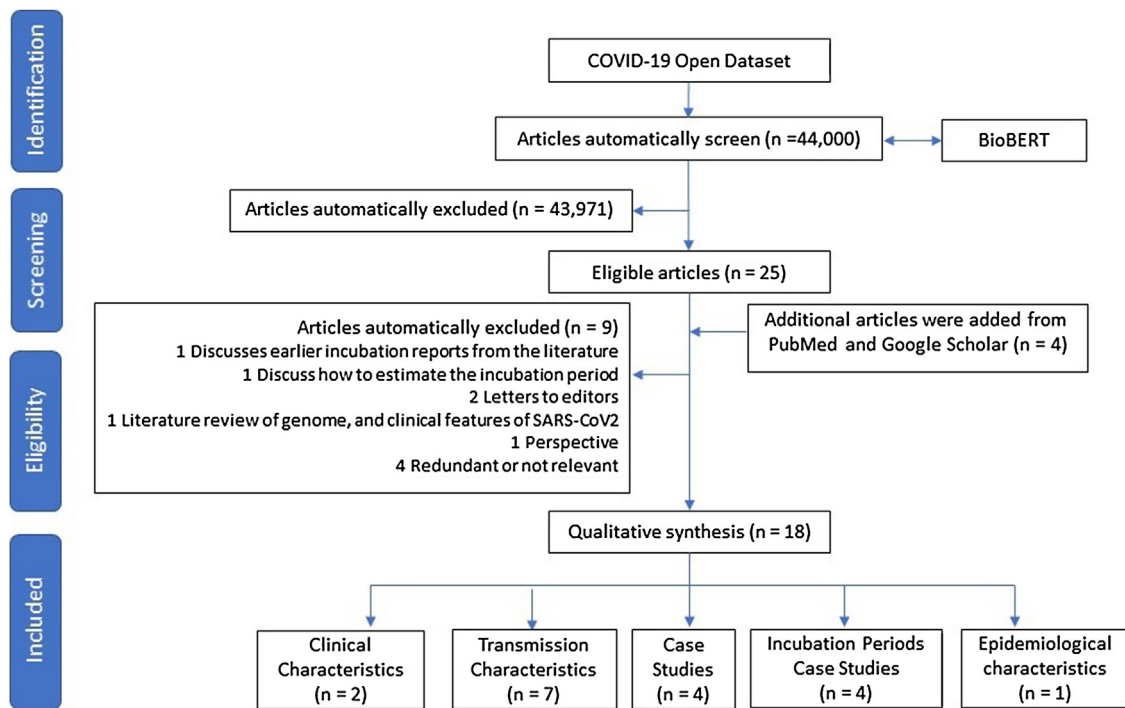 Identification
COVID-19 Open Dataset
Articles automatically screen (n =44,000)
BioBERT
Screening
Articles automatically excluded (n = 43,971)
Eligible articles (n = 25)
Additional articles were added from
PubMed and Google Scholar (n = 4)
Eligibility
Articles automatically excluded (n = 9)
1 Discusses earlier incubation reports from the literature
1 Discuss how to estimate the incubation period
2 Letters to editors
1 Literature review of genome, and clinical features of SARS-CoV2
1 Perspective
4 Redundant or not relevant
Qualitative synthesis (n = 18)
Included
Clinical
Characteristics
(n = 2)
Transmission
Characteristics
(n = 7)
Case
Studies
(n = 4)
Incubation Periods
Case Studies
(n = 4)
Epidemiological
characteristics
(n = 1)